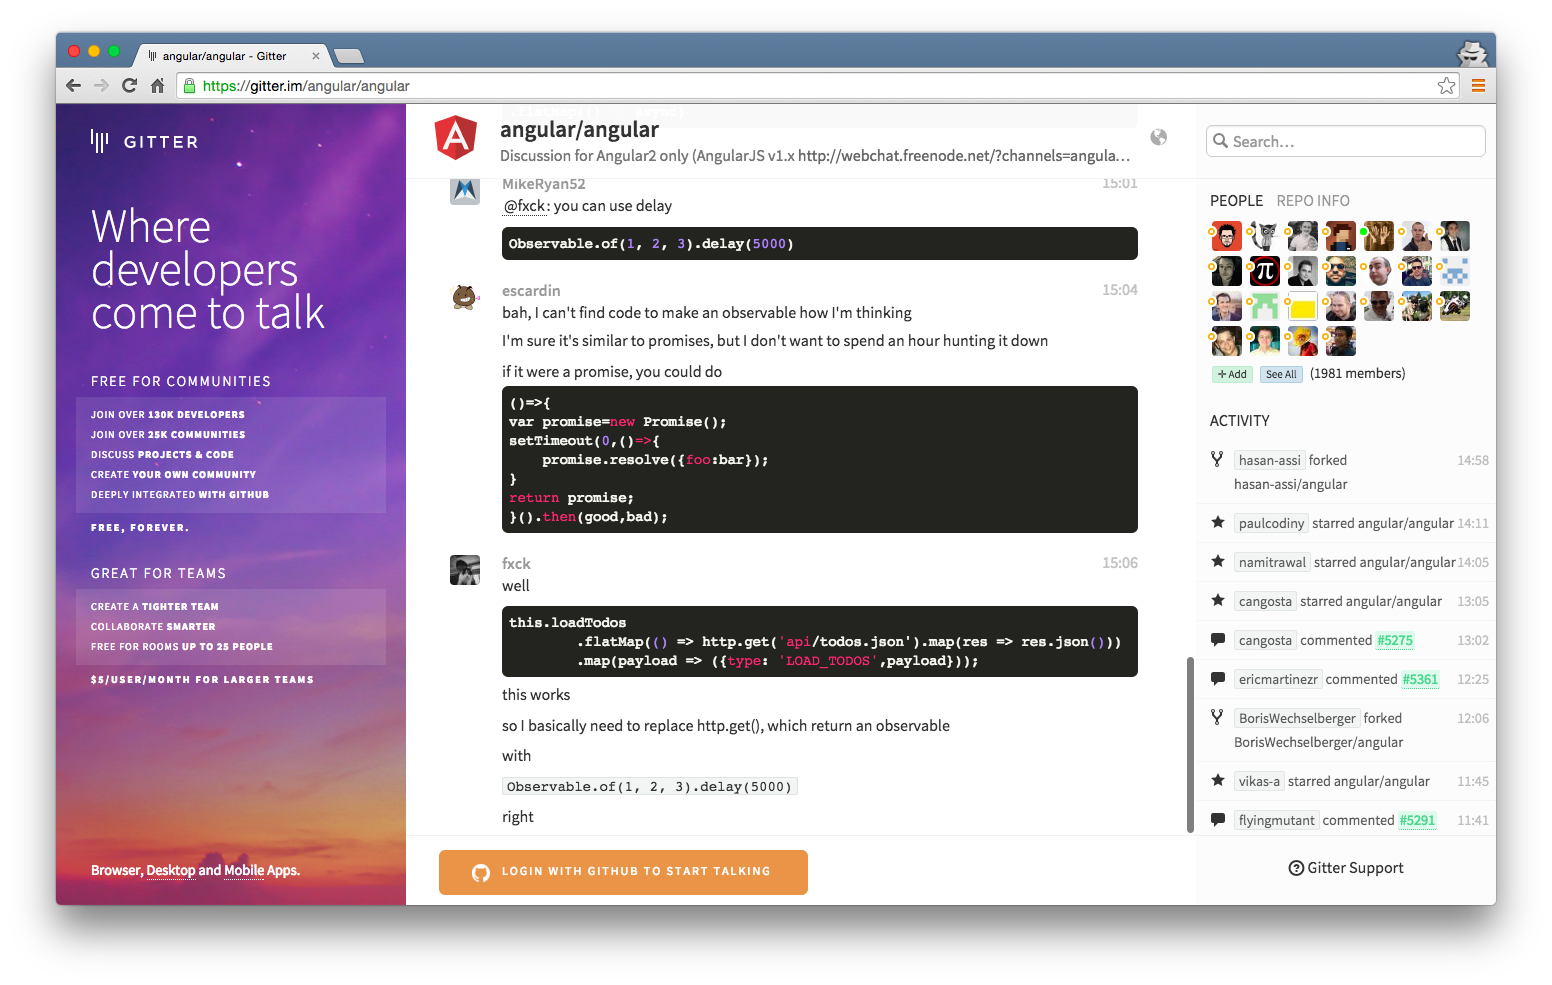 angular/angular - Gitter
https://gitter.im/angular/angular
GITTER
Where
developers
come to talk
FREE FOR COMMUNITIES
JOIN OVER 130K DEVELOPERS
JOIN OVER 25K COMMUNITIES
DISCUSS PROJECTS & CODE
CREATE YOUR OWN COMMUNITY
DEEPLY INTEGRATED WITH GITHUB
FREE, FOREVER.
GREAT FOR TEAMS
CREATE A TIGHTER TEAM
COLLABORATE SMARTER
FREE FOR ROOMS UP TO 25 PEOPLE
$5/USER/MONTH FOR LARGER TEAMS
Browser, Desktop and Mobile Apps.
angular/angular
Discussion for Angular2 only (AngularJS v1.x http://webchat.freenode.net/?channels=angula...
MikeRyan52 15:01
@fxck: you can use delay
Observable.of(1, 2, 3).delay(5000)
escardin 15:04
bah, I can't find code to make an observable how I'm thinking
I'm sure it's similar to promises, but I don't want to spend an hour hunting it down
if it were a promise, you could do
()=>{
var promise=new Promise();
setTimeout(0,()=>{
    promise.resolve({foo:bar});
}
return promise;
}().then(good,bad);
fxck 15:06
well
this.loadTodos
        .flatMap(() => http.get('api/todos.json').map(res => res.json()))
        .map(payload => ({type: 'LOAD_TODOS',payload}));
this works
so I basically need to replace http.get(), which return an observable
with
Observable.of(1, 2, 3).delay(5000)
right
LOGIN WITH GITHUB TO START TALKING
Search...
PEOPLE REPO INFO
+ Add See All (1981 members)
ACTIVITY
hasan-assi forked 14:58
hasan-assi/angular
paulcodiny starred angular/angular 14:11
namitrawal starred angular/angular 14:05
cangosta starred angular/angular 13:05
cangosta commented #5275 13:02
ericmartinezr commented #5361 12:25
BorisWechselberger forked 12:06
BorisWechselberger/angular
vikas-a starred angular/angular 11:45
flyingmutant commented #5291 11:41
Gitter Support